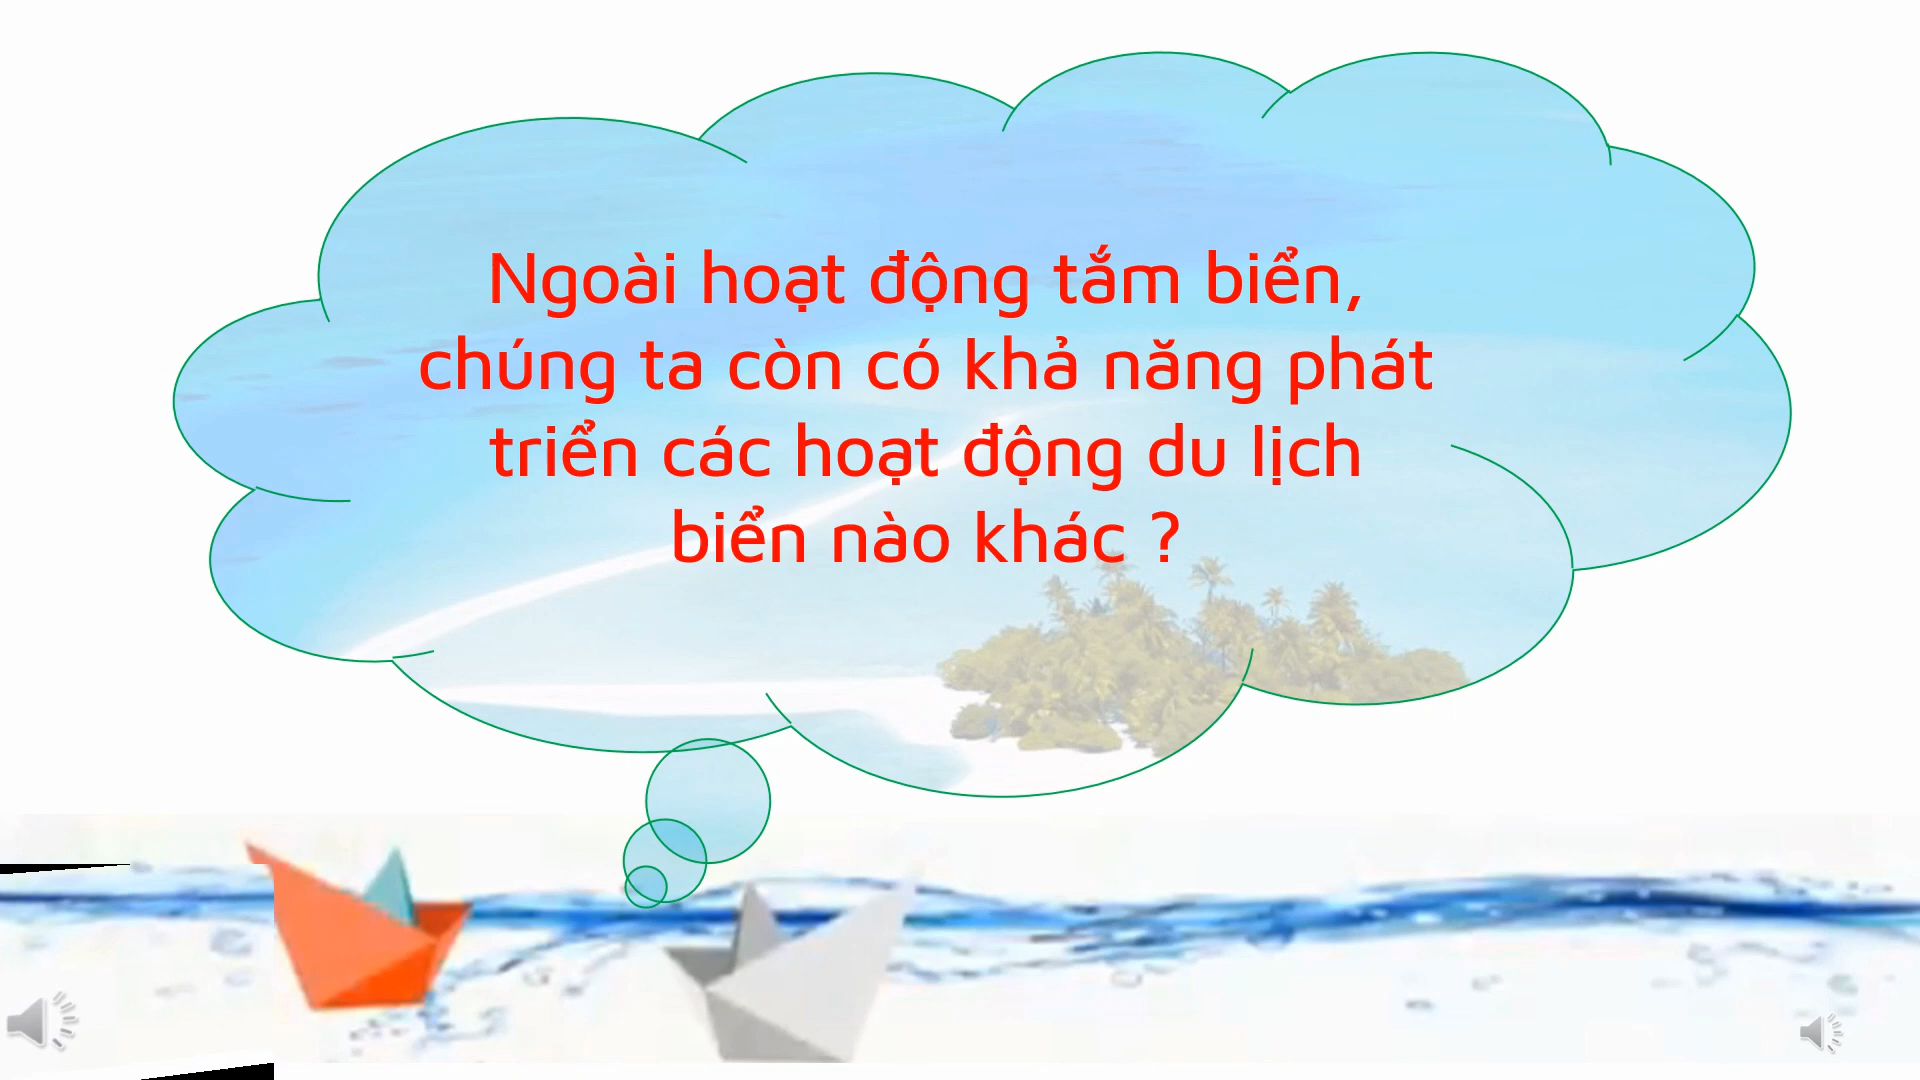 Ngoài hoạt động tắm biển,
chúng ta còn có khả năng phát
triển các hoạt động du lịch
biển nào khác ?